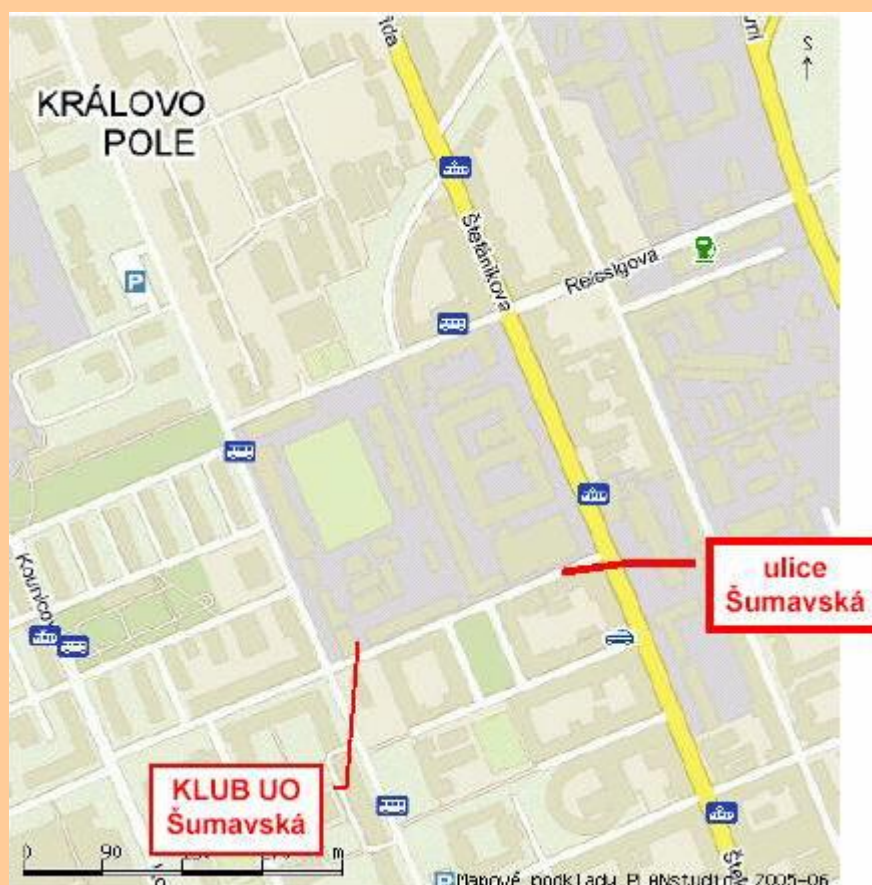 KRÁLOVO
POLE
S
P
Štefánikova
Reissigova
ulice
Šumavská
KLUB UO
Šumavská
90
m
Mapové podklady PLANstudio, 2005-06